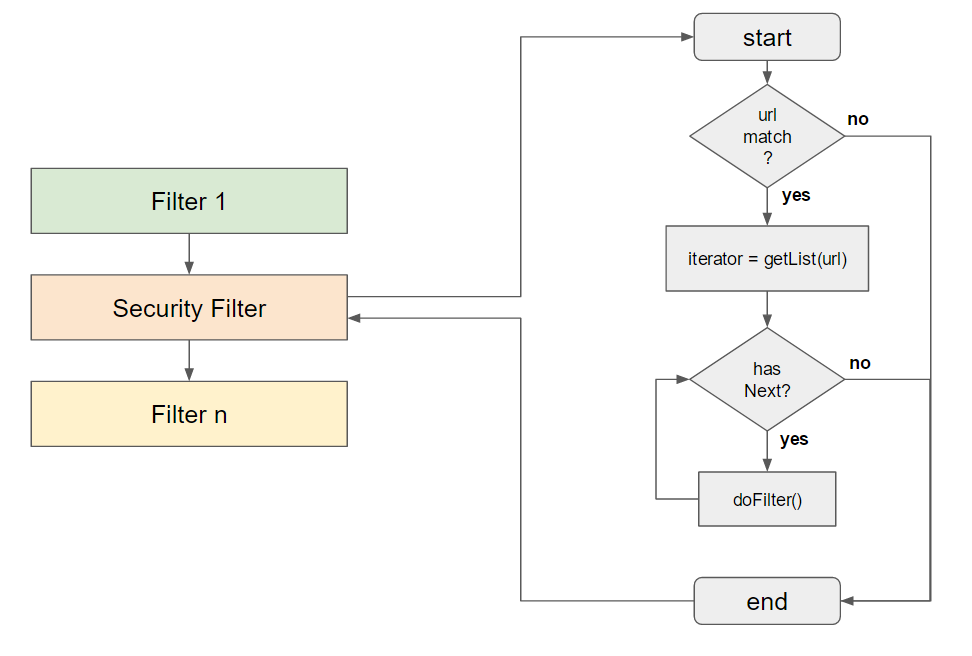 start
url
match
?
no
yes
iterator = getList(url)
has
Next?
no
yes
doFilter()
end
Filter 1
Security Filter
Filter n